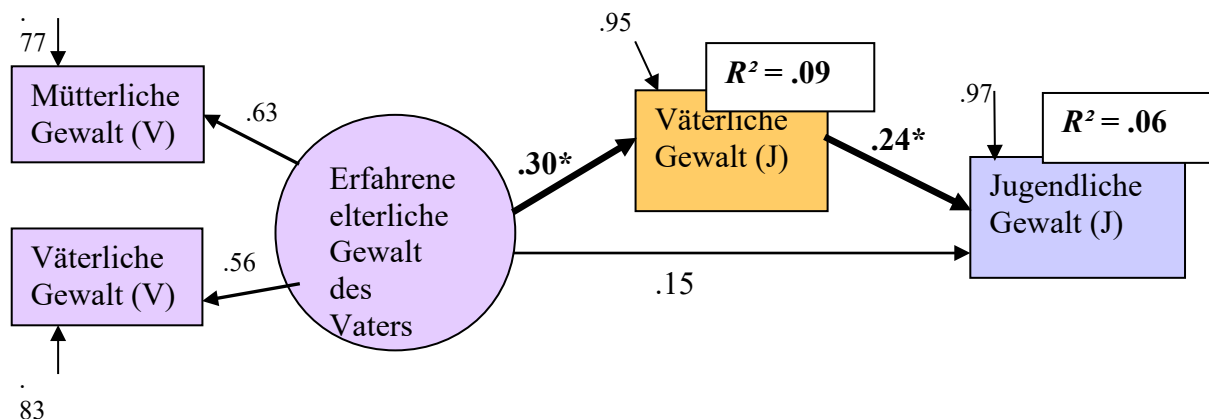 .
77
Mütterliche
Gewalt (V)
.63
Väterliche
Gewalt (V)
.56
.
83
Erfahrene
elterliche
Gewalt
des
Vaters
.30*
.95
R² = .09
Väterliche
Gewalt (J)
.24*
.15
.97
R² = .06
Jugendliche
Gewalt (J)